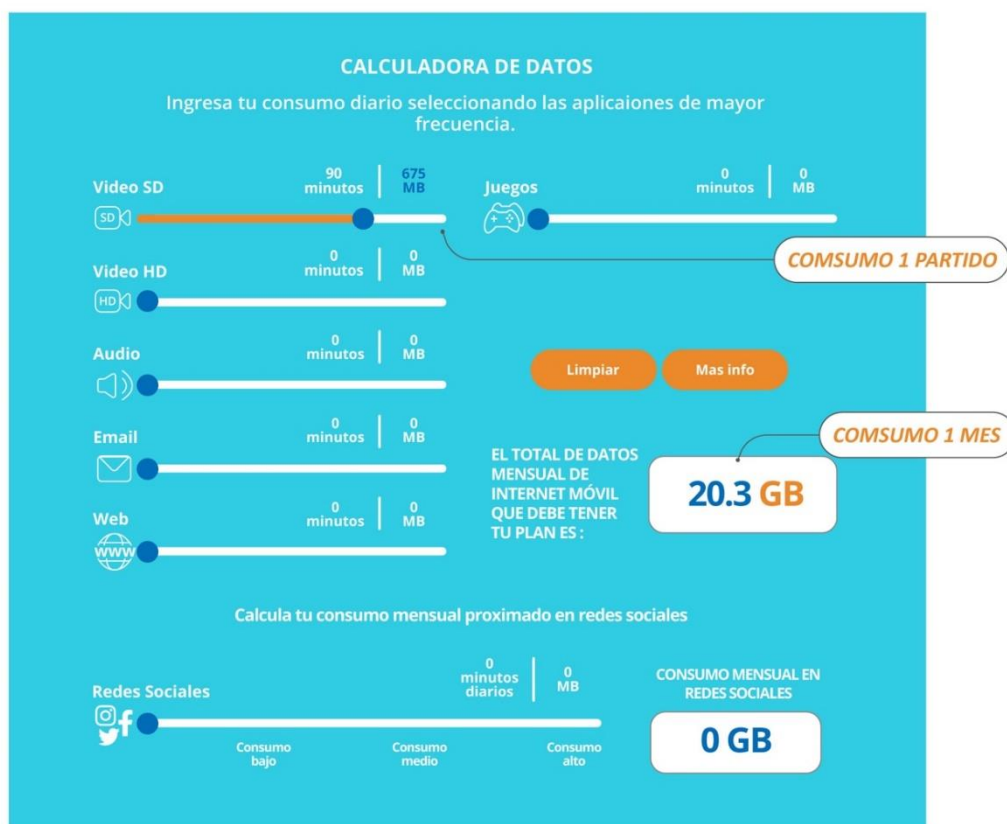 CALCULADORA DE DATOS
Ingresa tu consumo diario seleccionando las aplicaiones de mayor
frecuencia.
Video SD
90
minutos
675
MB
SD
Juegos
0
minutos
0
MB
COMSUMO 1 PARTIDO
Video HD
0
minutos
0
MB
HD
Audio
0
minutos
0
MB
Limpiar
Mas info
Email
0
minutos
0
MB
COMSUMO 1 MES
EL TOTAL DE DATOS
MENSUAL DE
INTERNET MÓVIL
QUE DEBE TENER
TU PLAN ES :
20.3 GB
Web
0
minutos
0
MB
WWW
Calcula tu consumo mensual proximado en redes sociales
Redes Sociales
0
minutos
diarios
0
MB
CONSUMO MENSUAL EN
REDES SOCIALES
0 GB
Consumo
bajo
Consumo
medio
Consumo
alto